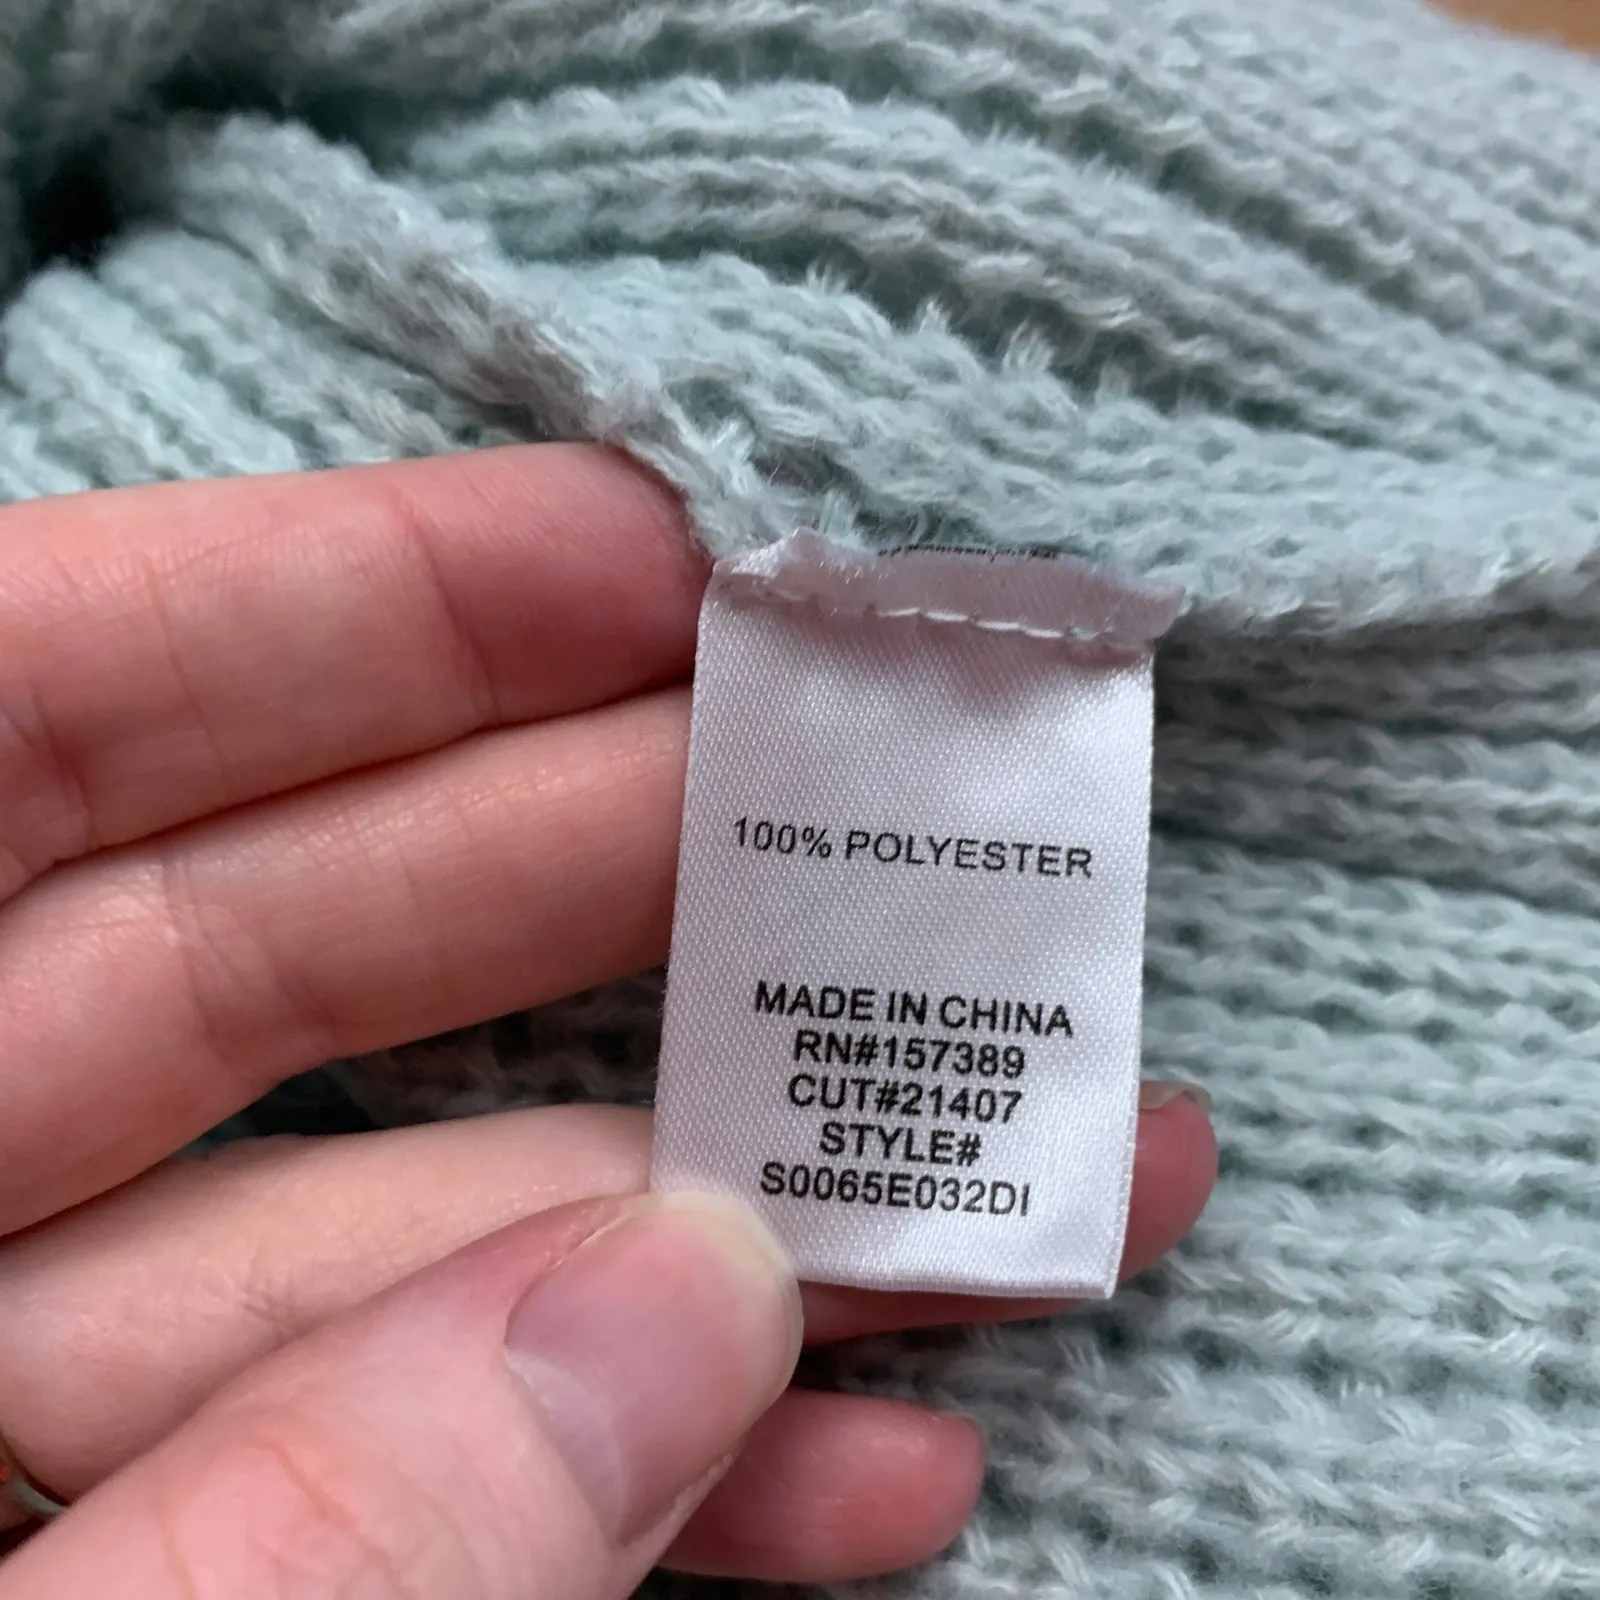 100% POLYESTER
MADE IN CHINA
RN#157389
CUT#21407
STYLE#
S0065E032DI